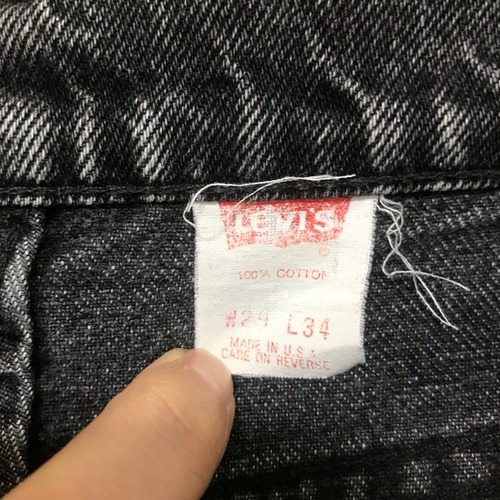 LEVI'S
®
100% COTTON
W29 L34
MADE IN U.S.A.
CARE ON REVERSE